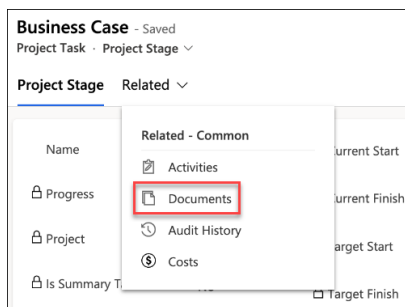 Business Case - Saved
Project Task · Project Stage
Project Stage Related
Related - Common
Name Activities urrent Start
Progress Documents urrent Finish
Project Audit History arget Start
Costs
Is Summary T Target Finish